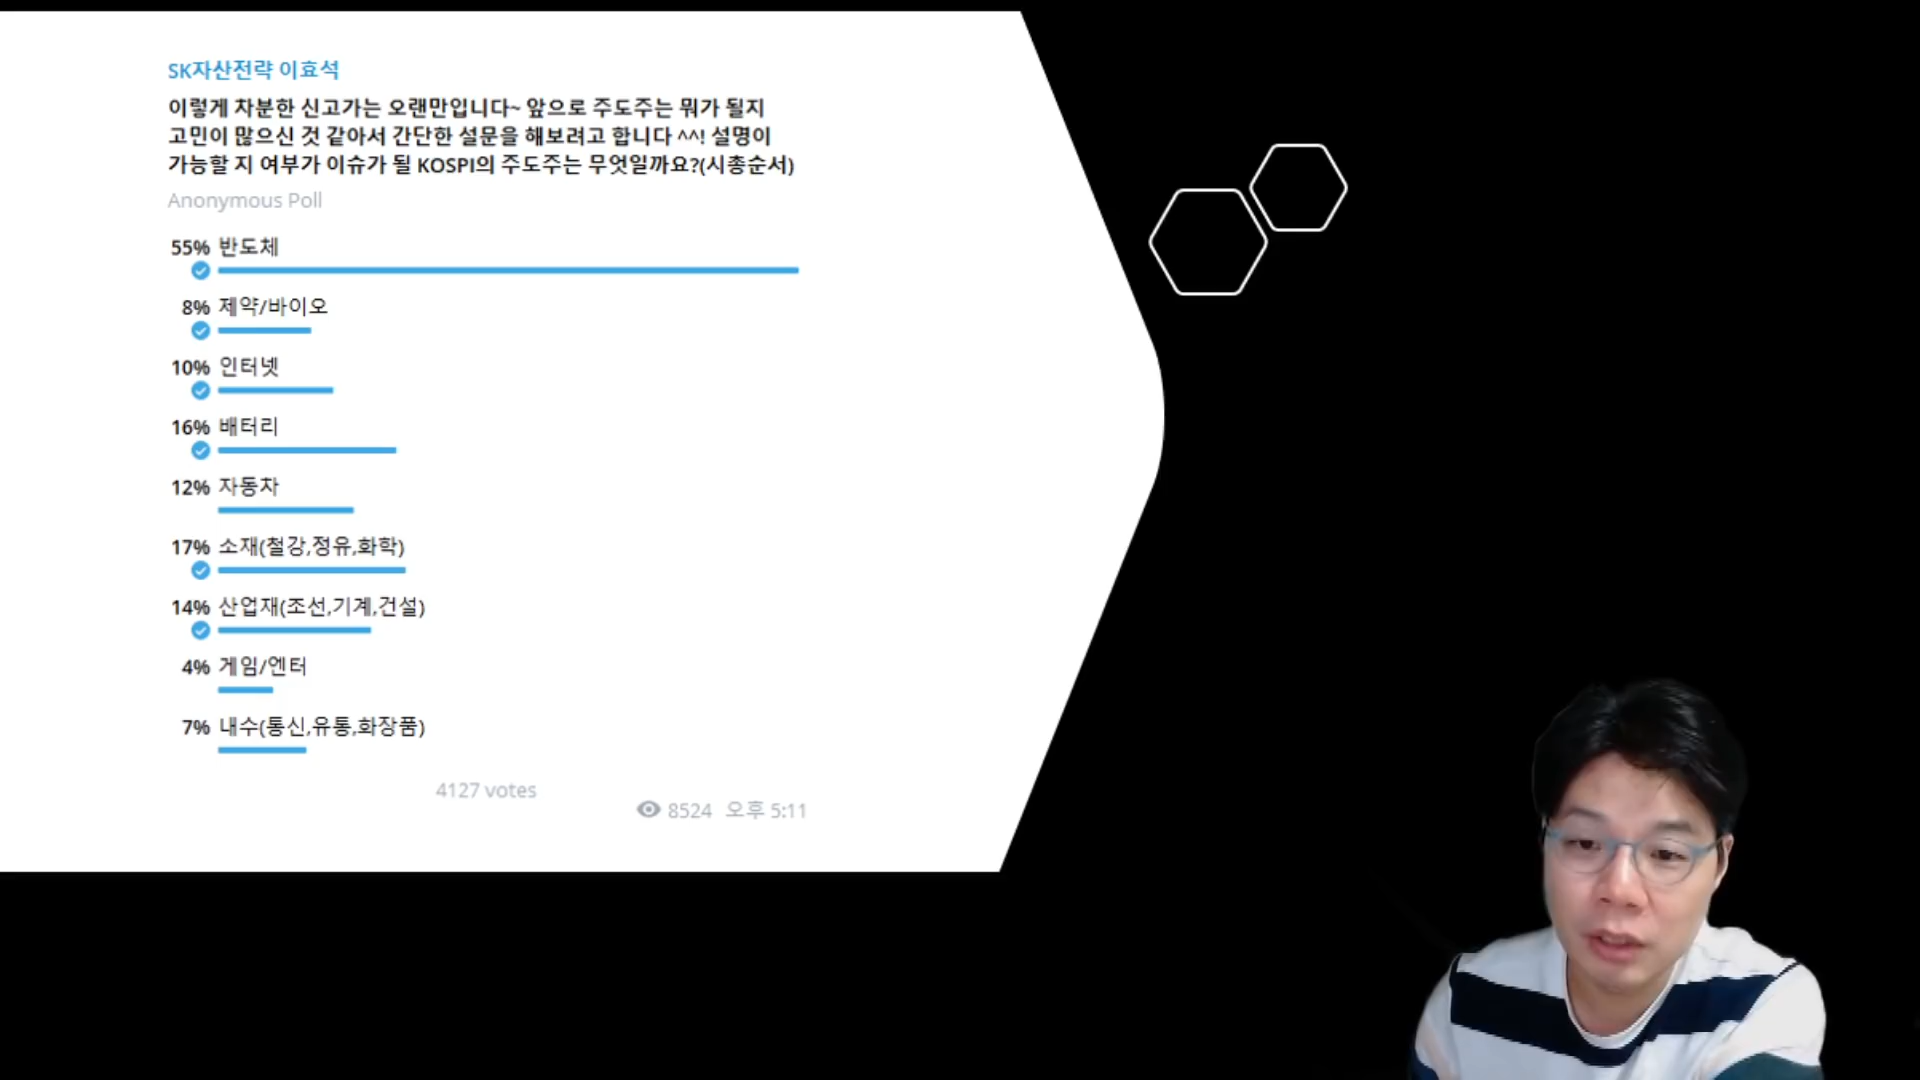 SK자산전략 이효석
이렇게 차분한 신고가는 오랜만입니다~ 앞으로 주도주는 뭐가 될지
고민이 많으신 것 같아서 간단한 설문을 해보려고 합니다 ^^! 설명이
가능할 지 여부가 이슈가 될 KOSPI의 주도주는 무엇일까요?(시총순서)
Anonymous Poll
55% 반도체
8% 제약/바이오
10% 인터넷
16% 배터리
12% 자동차
17% 소재(철강,정유,화학)
14% 산업재(조선,기계,건설)
4% 게임/엔터
7% 내수(통신,유통,화장품)
4127 votes
8524 오후 5:11